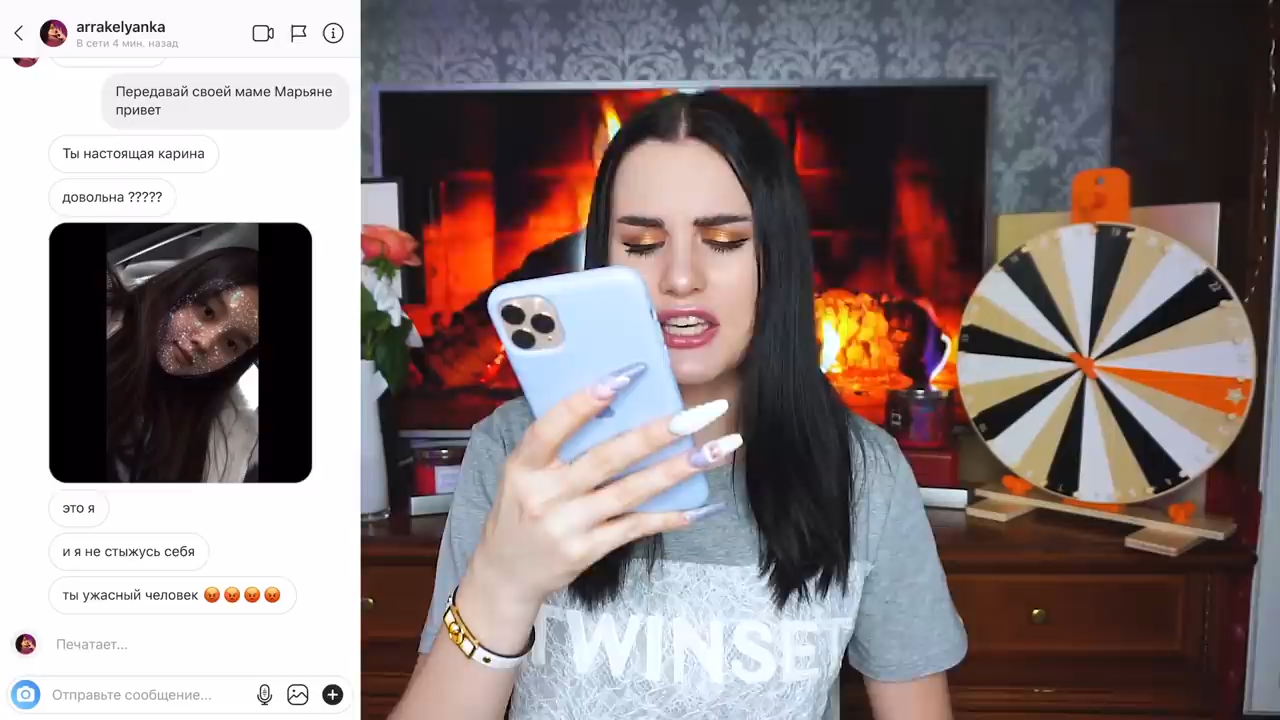 arrakelyanka
В сети 4 мин. назад
Передавай своей маме Марьяне
привет
Ты настоящая карина
довольна ?????
это я
и я не стыжусь себя
ты ужасный человек 😡😡😡😡
Печатает...
Отправьте сообщение...
TWINSET